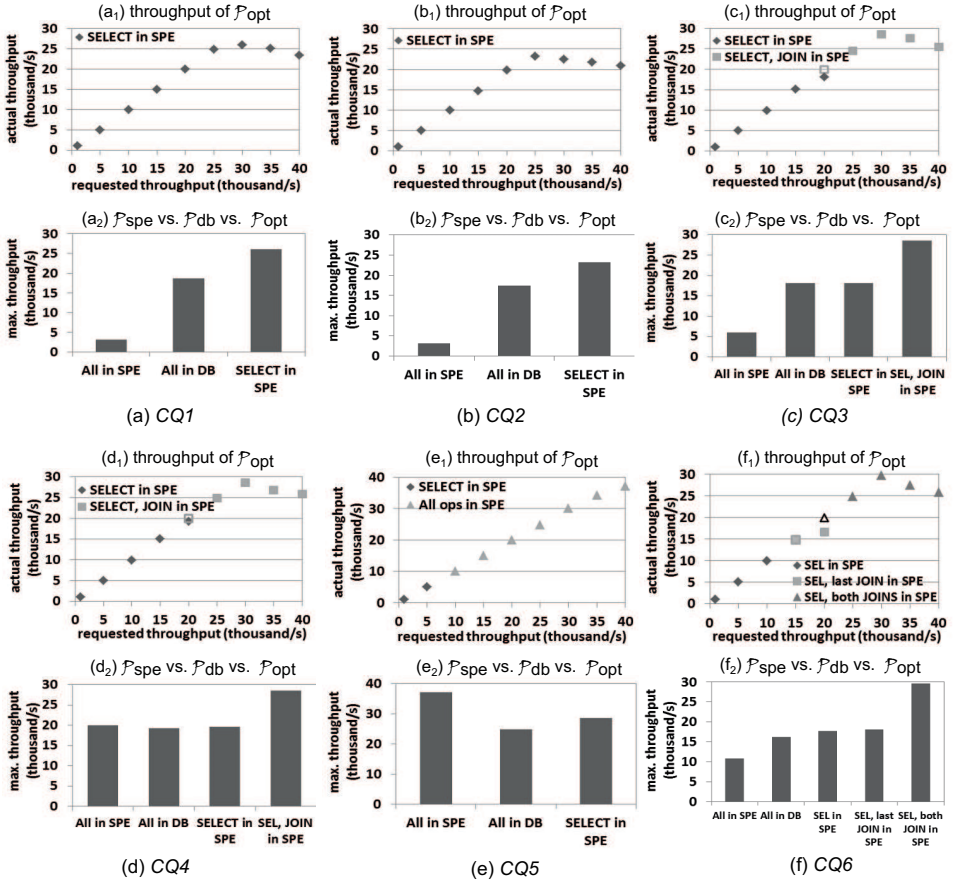 (a1) throughput of Popt
actual throughput
(thousand/s)
30
25
20
15
10
5
0
SELECT in SPE
0 5 10 15 20 25 30 35 40
requested throughput (thousand/s)
(b1) throughput of Popt
actual throughput
(thousand/s)
30
25
20
15
10
5
0
SELECT in SPE
0 5 10 15 20 25 30 35 40
requested throughput (thousand/s)
(c1) throughput of Popt
actual throughput
(thousand/s)
30
25
20
15
10
5
0
SELECT in SPE
SELECT, JOIN in SPE
0 5 10 15 20 25 30 35 40
requested throughput (thousand/s)
(a2) Pspe vs. Pdb vs. Popt
max. throughput
(thousand/s)
30
25
20
15
10
5
0
All in SPE All in DB SELECT in
SPE
(a) CQ1
(b2) Pspe vs. Pdb vs. Popt
max. throughput
(thousand/s)
30
25
20
15
10
5
0
All in SPE All in DB SELECT in
SPE
(b) CQ2
(c2) Pspe vs. Pdb vs. Popt
max. throughput
(thousand/s)
30
25
20
15
10
5
0
All in SPE All in DB SELECT in SEL, JOIN
SPE in SPE
(c) CQ3
(d1) throughput of Popt
actual throughput
(thousand/s)
30
25
20
15
10
5
0
SELECT in SPE
SELECT, JOIN in SPE
0 5 10 15 20 25 30 35 40
requested throughput (thousand/s)
(e1) throughput of Popt
actual throughput
(thousand/s)
40
30
20
10
0
SELECT in SPE
All ops in SPE
0 5 10 15 20 25 30 35 40
requested throughput (thousand/s)
(f1) throughput of Popt
actual throughput
(thousand/s)
30
25
20
15
10
5
0
SEL in SPE
SEL, last JOIN in SPE
SEL, both JOINS in SPE
0 5 10 15 20 25 30 35 40
requested throughput (thousand/s)
(d2) Pspe vs. Pdb vs. Popt
max. throughput
(thousand/s)
30
25
20
15
10
5
0
All in SPE All in DB SELECT in SEL, JOIN
SPE in SPE
(d) CQ4
(e2) Pspe vs. Pdb vs. Popt
max. throughput
(thousand/s)
40
30
20
10
0
All in SPE All in DB SELECT in
SPE
(e) CQ5
(f2) Pspe vs. Pdb vs. Popt
max. throughput
(thousand/s)
30
25
20
15
10
5
0
All in SPE All in DB SEL in SEL, last SEL, both
SPE JOIN in JOIN in
SPE SPE
(f) CQ6